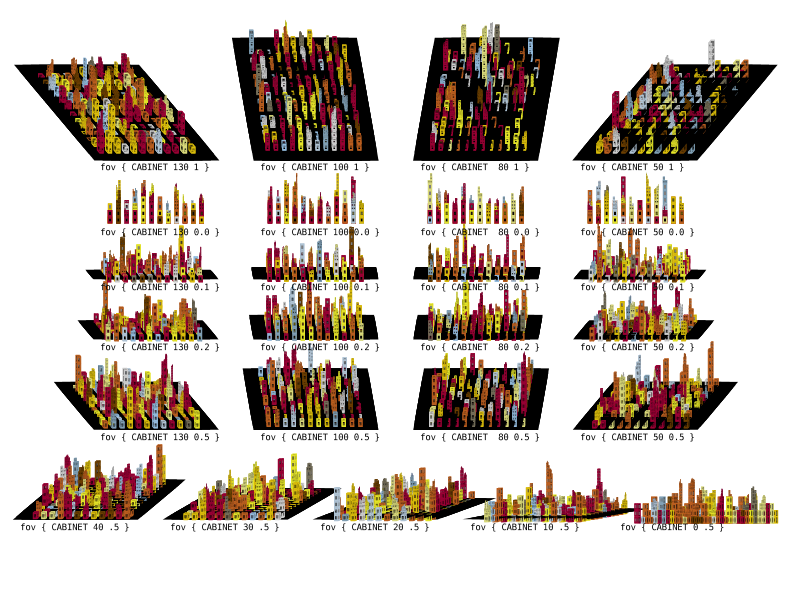 fov { CABINET 130 1 } fov { CABINET 100 1 } fov { CABINET  80 1 } fov { CABINET 50 1 }
fov { CABINET 130 0.0 } fov { CABINET 100 0.0 } fov { CABINET  80 0.0 } fov { CABINET 50 0.0 }
fov { CABINET 130 0.1 } fov { CABINET 100 0.1 } fov { CABINET  80 0.1 } fov { CABINET 50 0.1 }
fov { CABINET 130 0.2 } fov { CABINET 100 0.2 } fov { CABINET  80 0.2 } fov { CABINET 50 0.2 }
fov { CABINET 130 0.5 } fov { CABINET 100 0.5 } fov { CABINET  80 0.5 } fov { CABINET 50 0.5 }
fov { CABINET 40 .5 } fov { CABINET 30 .5 } fov { CABINET 20 .5 } fov { CABINET 10 .5 } fov { CABINET 0 .5 }